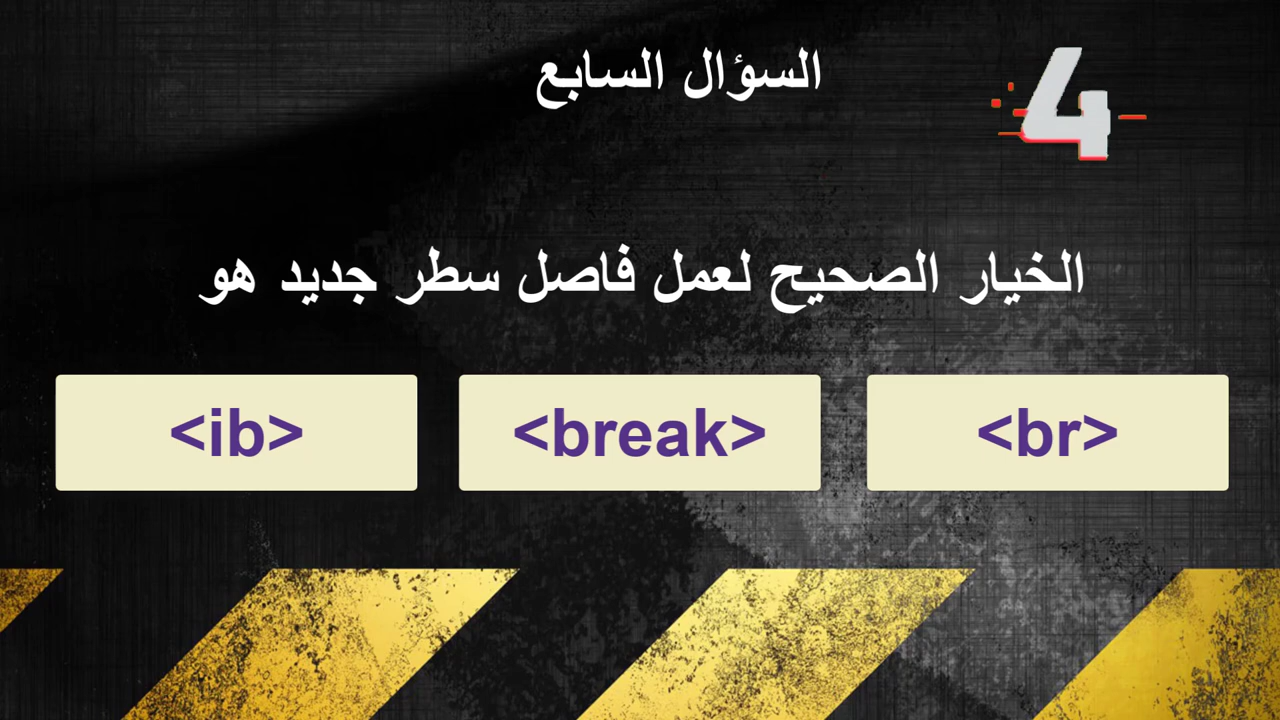 السؤال السابع
4
الخيار الصحيح لعمل فاصل سطر جديد هو
<br>
<break>
<ib>